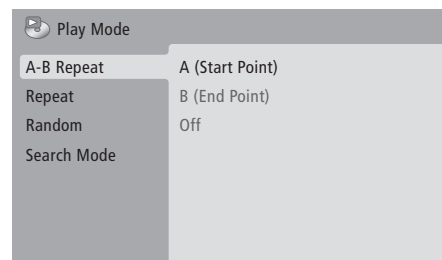 Play Mode
A-B Repeat
Repeat
Random
Search Mode
A (Start Point)
B (End Point)
Off